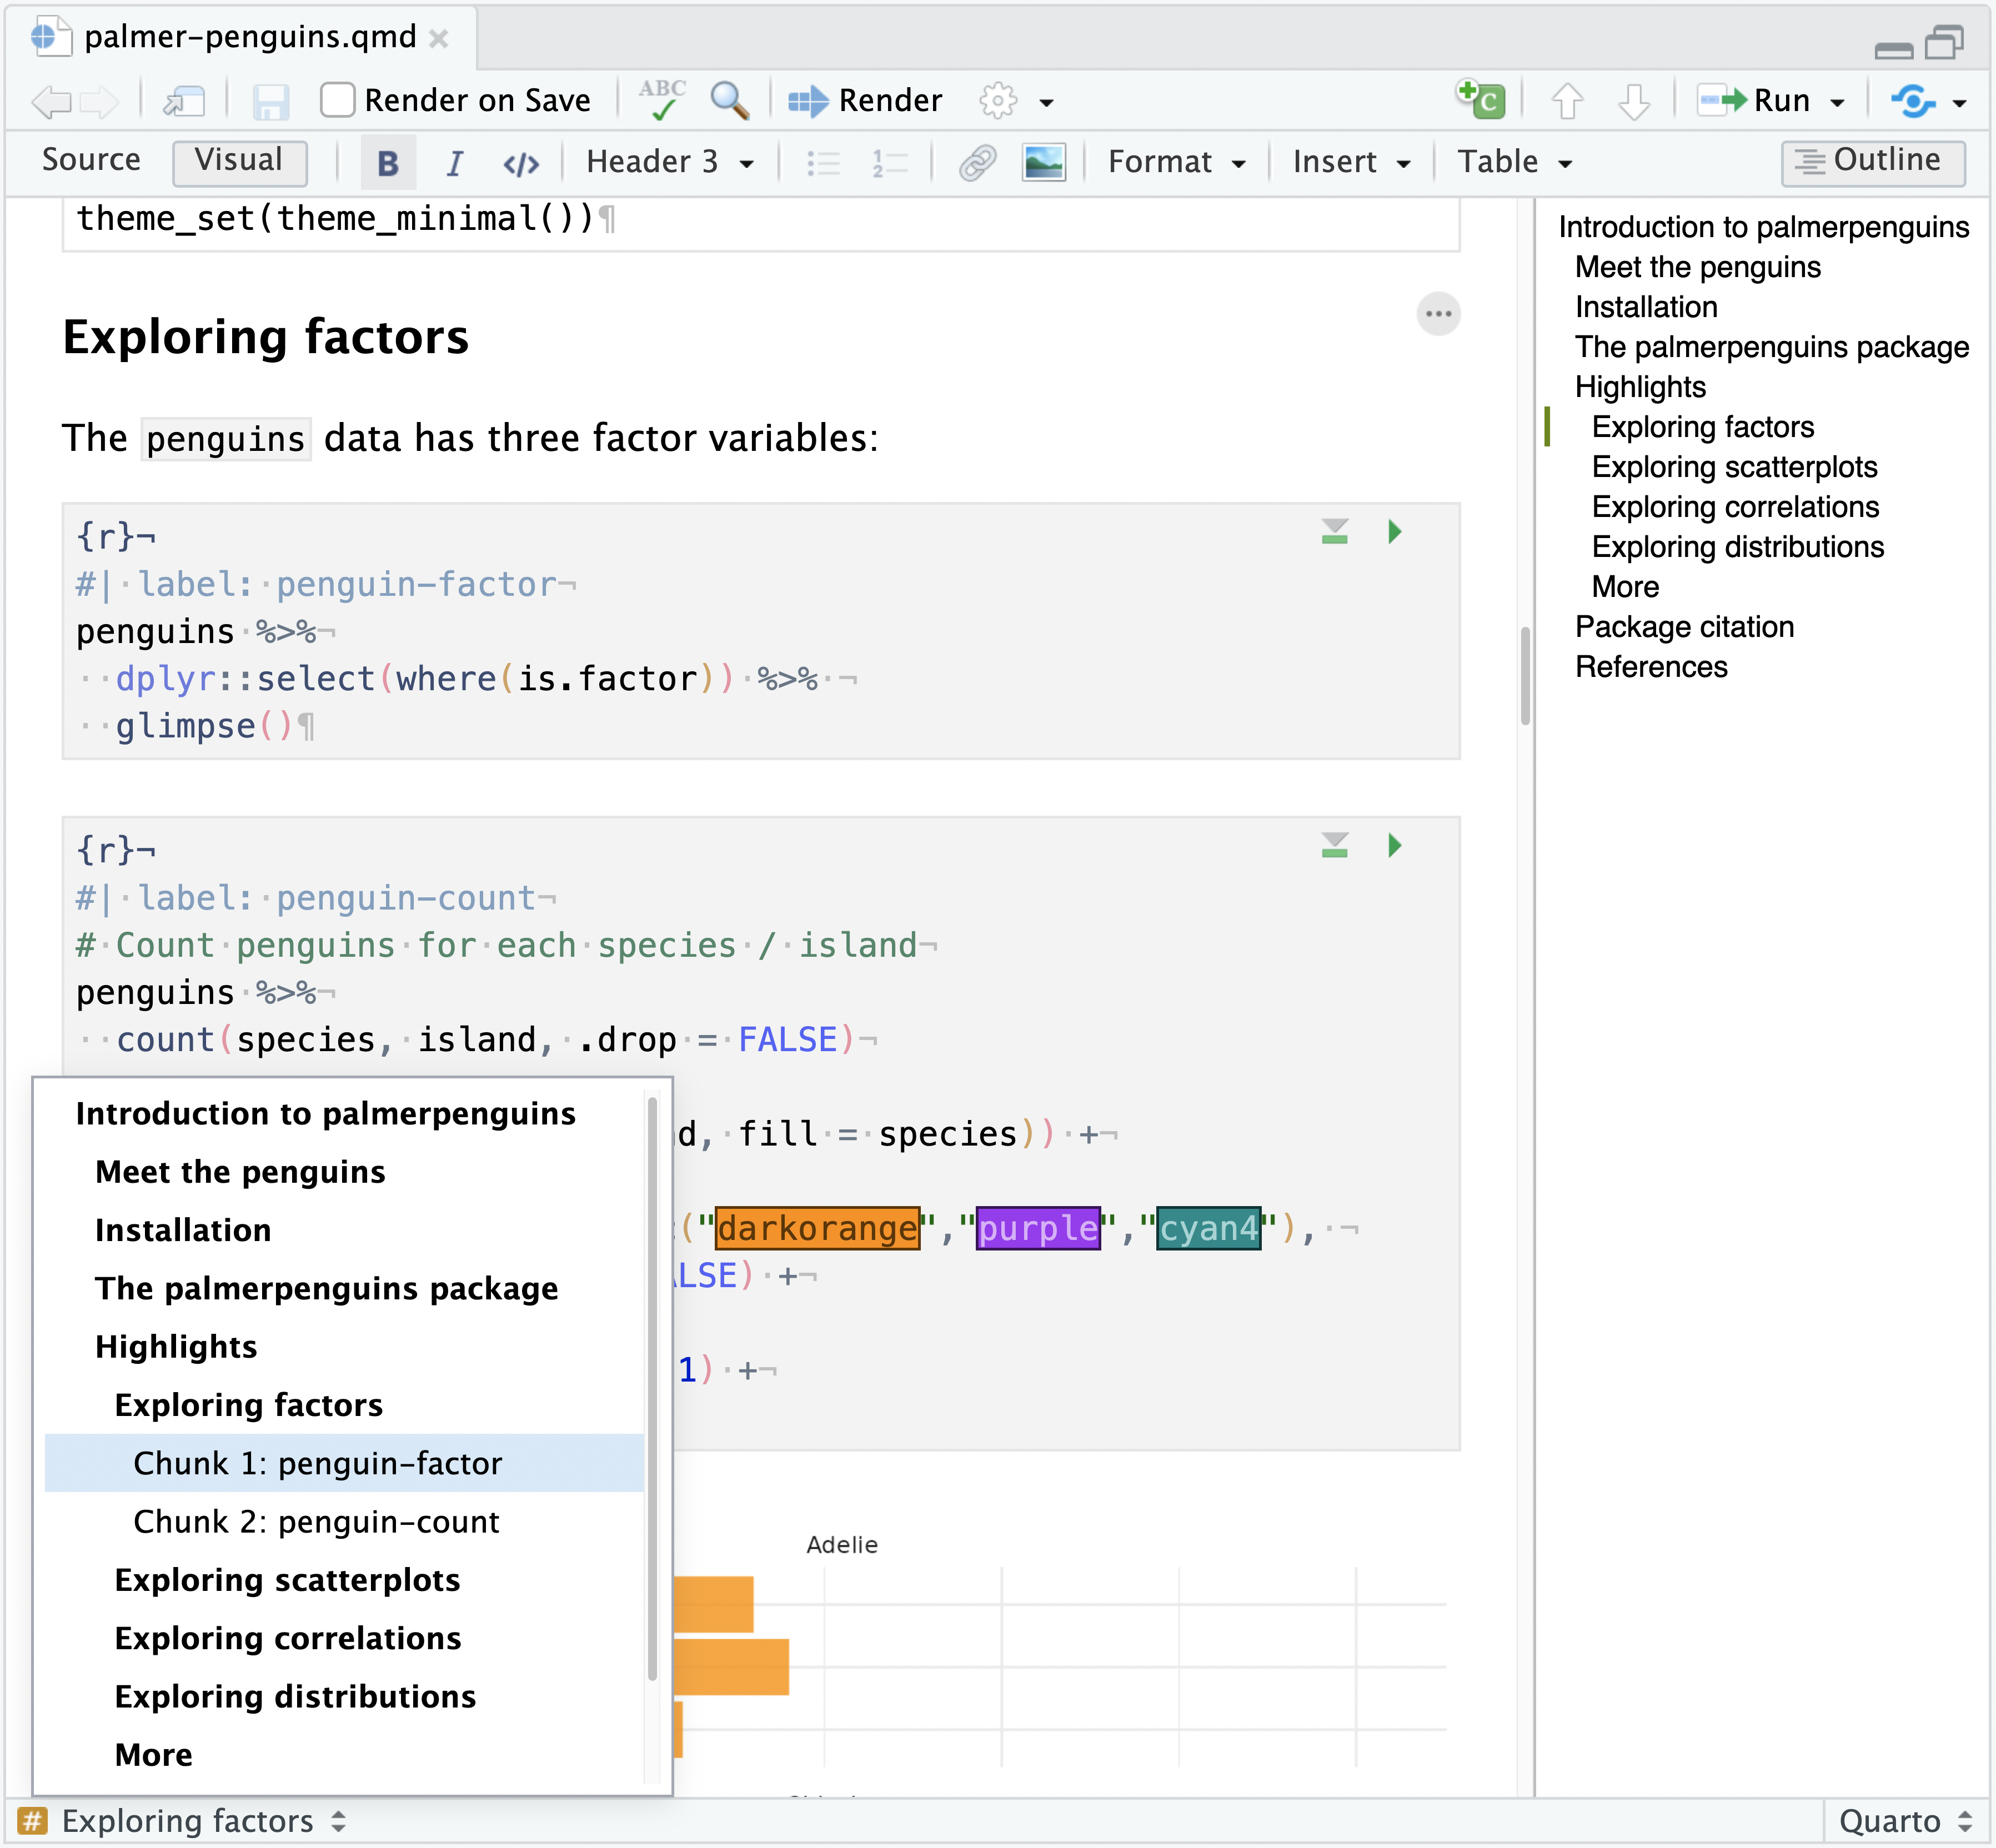 palmer-penguins.qmd
Render on Save ABC Render C Run
Source Visual B I </> Header 3 Format Insert Table Outline
theme_set(theme_minimal())¶
Exploring factors
The penguins data has three factor variables:
{r}¬
#|·label:·penguin-factor¬
penguins·%>%¬
··dplyr::select(where(is.factor))·%>%·¬
··glimpse()¶
{r}¬
#|·label:·penguin-count¬
#·Count·penguins·for·each·species·/·island¬
penguins·%>%¬
··count(species,·island,·.drop·=·FALSE)¬
d,·fill·=·species))·+¬
("darkorange","purple","cyan4"),·¬
LSE)·+¬
1)·+¬
Adelie
Introduction to palmerpenguins
Meet the penguins
Installation
The palmerpenguins package
Highlights
Exploring factors
Chunk 1: penguin-factor
Chunk 2: penguin-count
Exploring scatterplots
Exploring correlations
Exploring distributions
More
Introduction to palmerpenguins
Meet the penguins
Installation
The palmerpenguins package
Highlights
Exploring factors
Exploring scatterplots
Exploring correlations
Exploring distributions
More
Package citation
References
# Exploring factors
Quarto